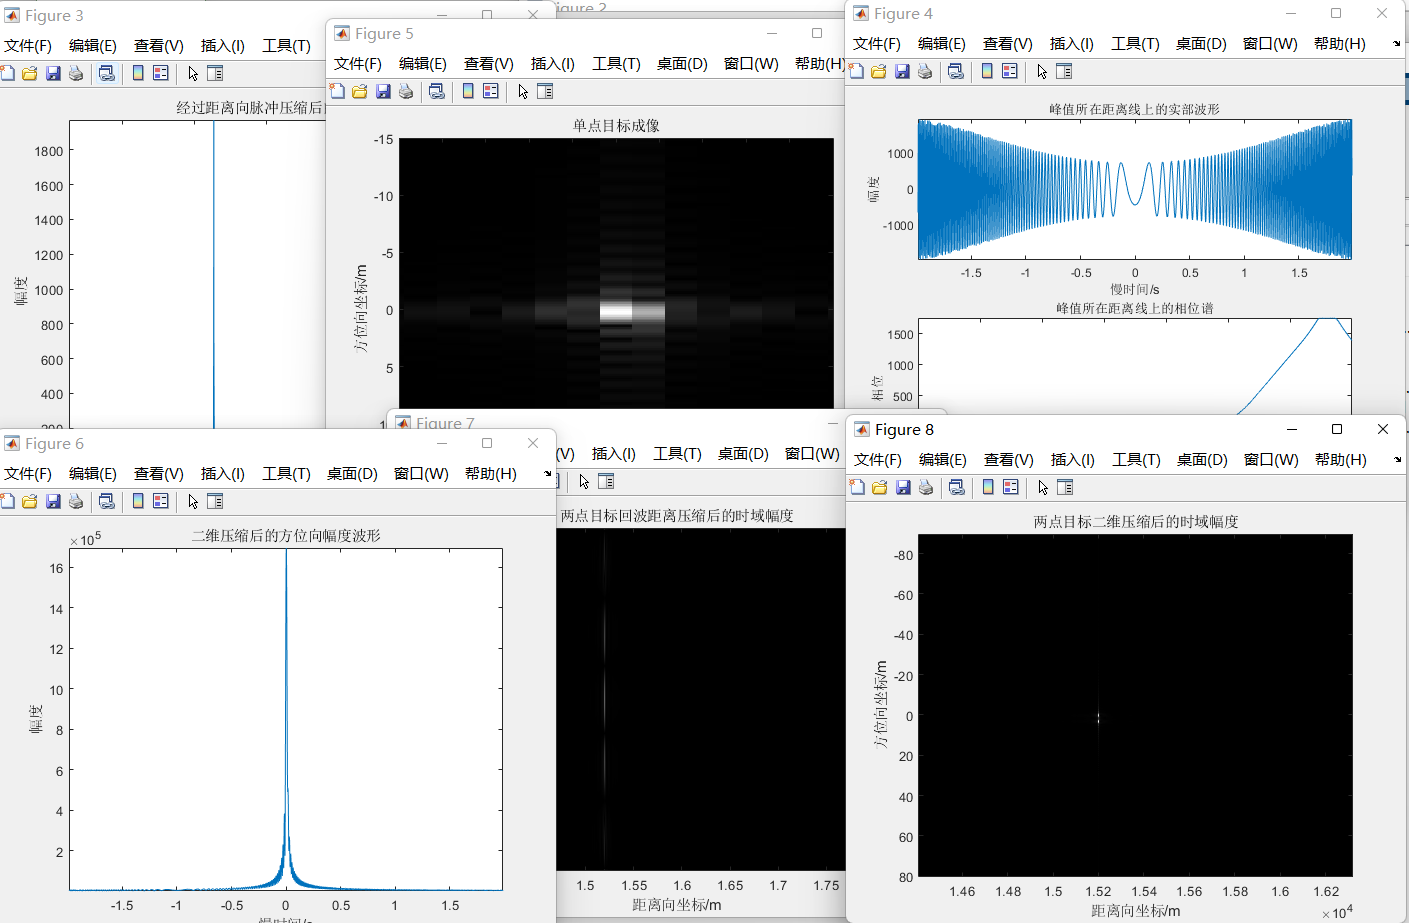 Figure 2
Figure 3
文件(F) 编辑(E) 查看(V) 插入(I) 工具(T)
经过距离向脉冲压缩后
1800
1600
1400
1200
1000
800
600
400
200
幅度
Figure 5
文件(F) 编辑(E) 查看(V) 插入(I) 工具(T) 桌面(D) 窗口(W) 帮助(H)
单点目标成像
-15
-10
-5
0
5
方位向坐标/m
Figure 4
文件(F) 编辑(E) 查看(V) 插入(I) 工具(T) 桌面(D) 窗口(W) 帮助(H)
峰值所在距离线上的实部波形
1000
0
-1000
幅度
-1.5 -1 -0.5 0 0.5 1 1.5
慢时间/s
峰值所在距离线上的相位谱
1500
1000
500
相位
Figure 6
文件(F) 编辑(E) 查看(V) 插入(I) 工具(T) 桌面(D) 窗口(W) 帮助(H)
二维压缩后的方位向幅度波形
×10⁵
16
14
12
10
8
6
4
2
幅度
-1.5 -1 -0.5 0 0.5 1 1.5
慢时间/s
Figure 7
(V) 插入(I) 工具(T) 桌面(D) 窗口(W)
两点目标回波距离压缩后的时域幅度
1.5 1.55 1.6 1.65 1.7 1.75
距离向坐标/m
Figure 8
文件(F) 编辑(E) 查看(V) 插入(I) 工具(T) 桌面(D) 窗口(W) 帮助(H)
两点目标二维压缩后的时域幅度
-80
-60
-40
-20
0
20
40
60
80
方位向坐标/m
1.46 1.48 1.5 1.52 1.54 1.56 1.58 1.6 1.62
×10⁴
距离向坐标/m